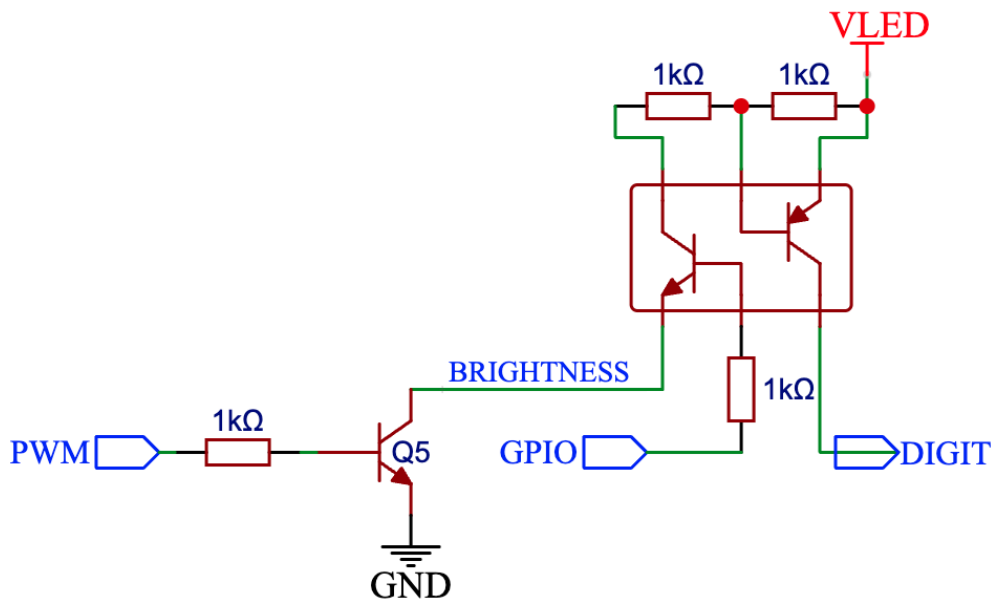 VLED
1kΩ
1kΩ
BRIGHTNESS
1kΩ
1kΩ
PWM
Q5
GPIO
DIGIT
GND